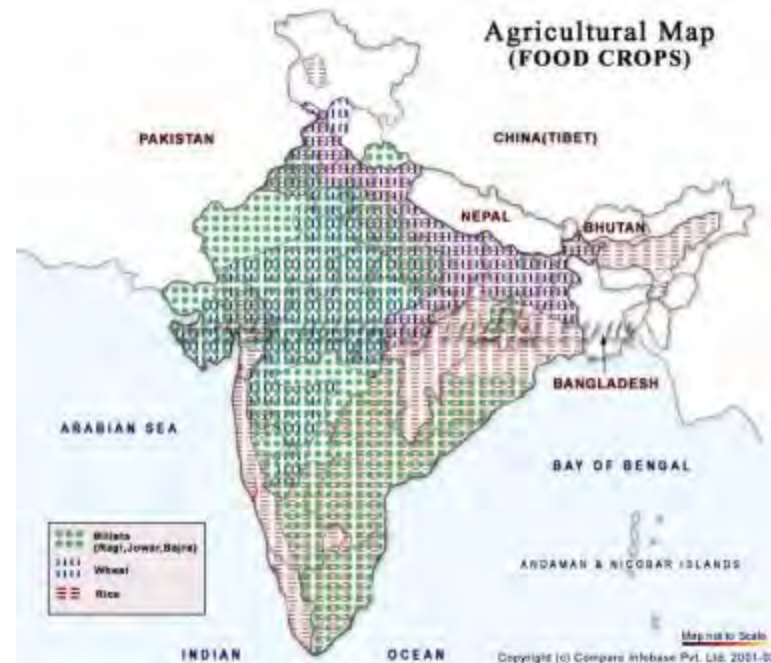 Agricultural Map
(FOOD CROPS)
PAKISTAN
CHINA(TIBET)
NEPAL
BHUTAN
BANGLADESH
ARABIAN SEA
BAY OF BENGAL
(Ragi,Jowar,Bajra)
Wheat
Rice
ANDAMAN & NICOBAR ISLANDS
Map not to Scale
INDIAN OCEAN
Copyright (c) Compare Infobase Pvt. Ltd. 2001-0